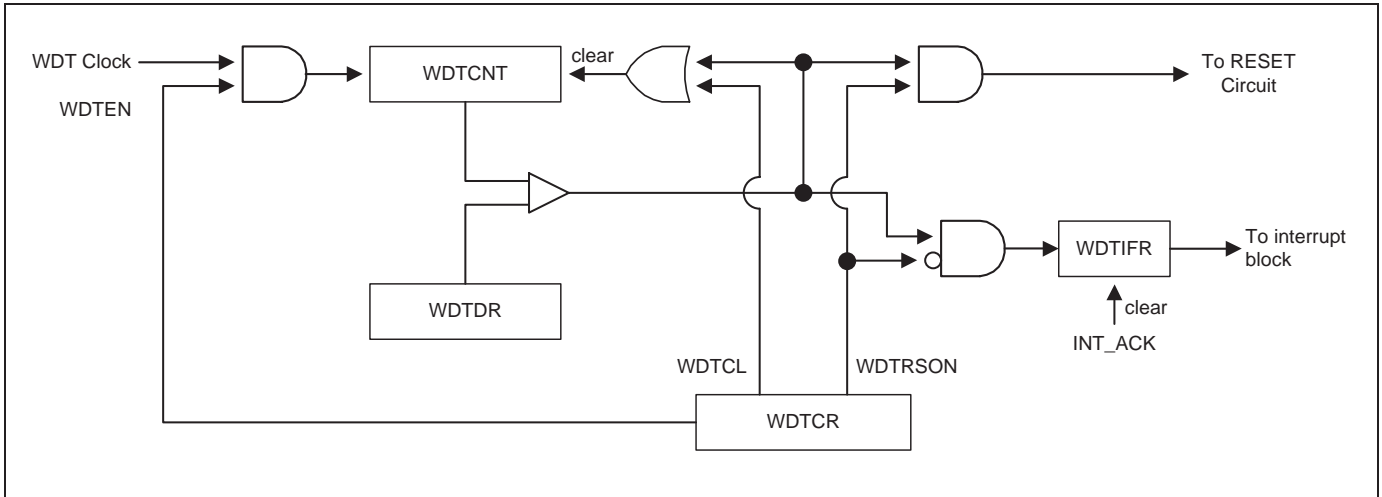 WDT Clock
WDTEN
WDTCNT
clear
To RESET
Circuit
WDTDR
WDTIFR
To interrupt
block
clear
INT_ACK
WDTCL
WDTRSON
WDTCR